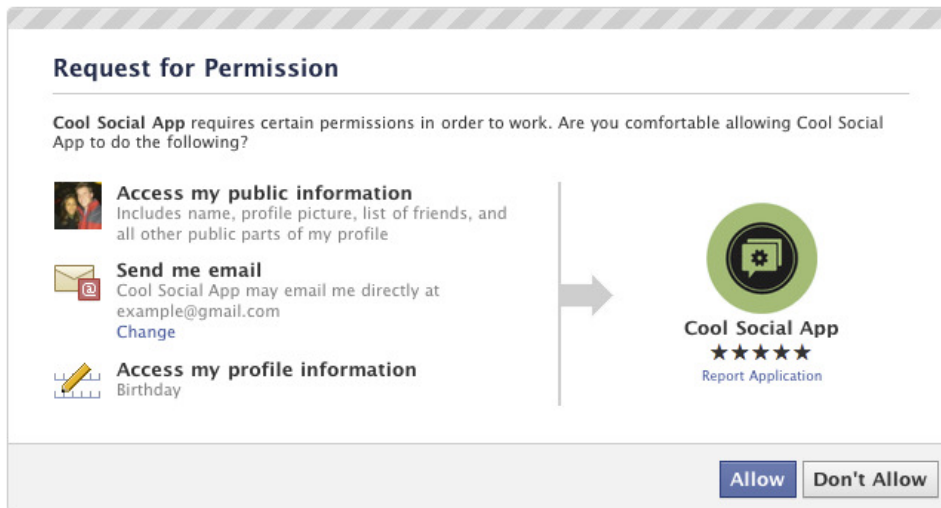 Request for Permission
Cool Social App requires certain permissions in order to work. Are you comfortable allowing Cool Social
App to do the following?
Access my public information
Includes name, profile picture, list of friends, and
all other public parts of my profile
Send me email
Cool Social App may email me directly at
example@gmail.com
Change
Access my profile information
Birthday
Cool Social App
★★★★★
Report Application
Allow
Don't Allow